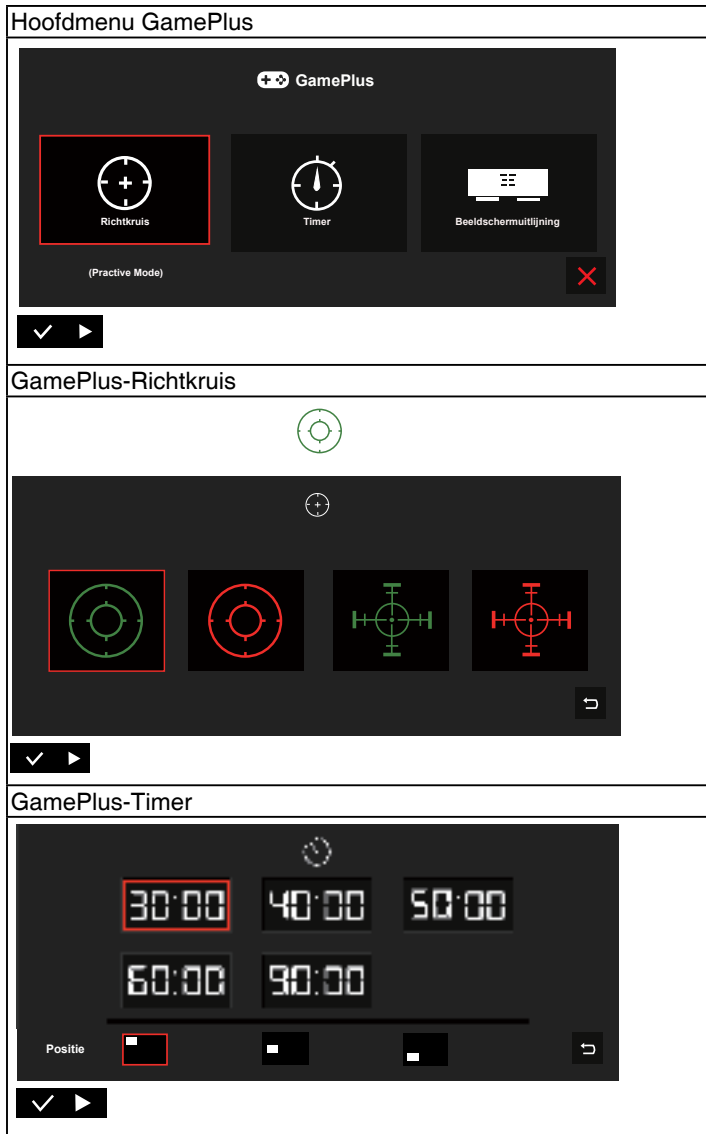 Hoofdmenu GamePlus
GamePlus
Richtkruis Timer Beeldschermuitlijning
(Practive Mode)
GamePlus-Richtkruis
GamePlus-Timer
30:00 40:00 50:00
60:00 90:00
Positie